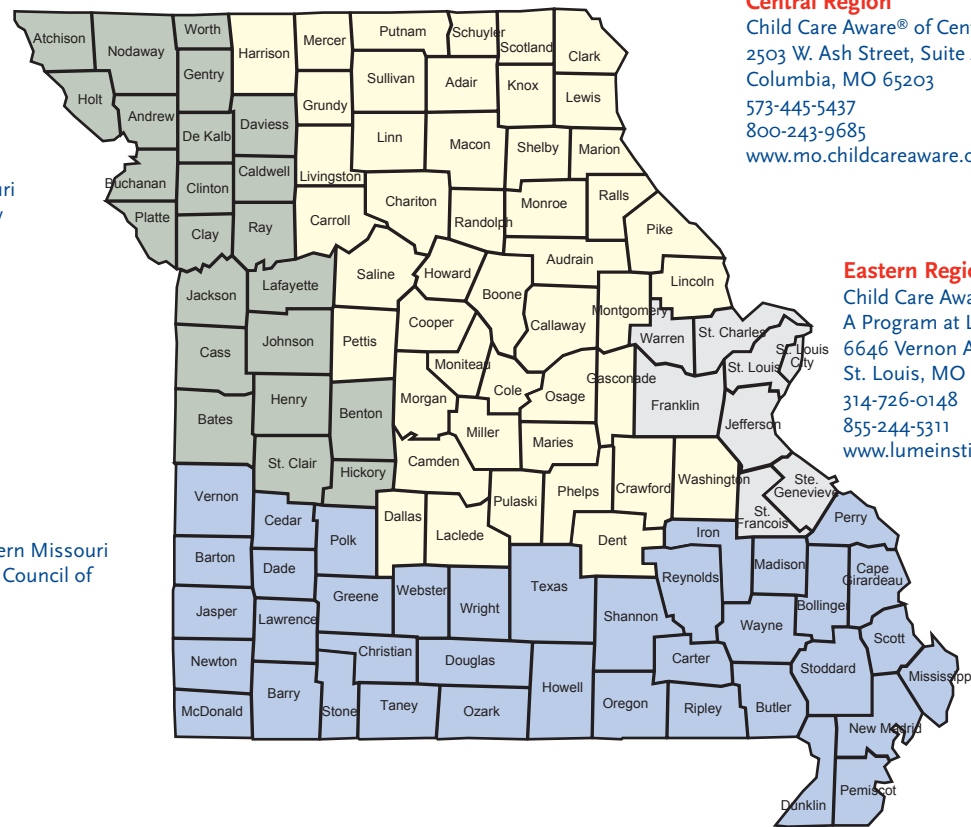 Central Region
Child Care Aware® of Cen
2503 W. Ash Street, Suite
Columbia, MO 65203
573-445-5437
800-243-9685
www.mo.childcareaware.o
Eastern Regio
Child Care Awa
A Program at L
6646 Vernon A
St. Louis, MO
314-726-0148
855-244-5311
www.lumeinsti
uri
ern Missouri
Council of
Atchison
Nodaway
Worth
Harrison
Mercer
Putnam
Schuyler
Scotland
Clark
Gentry
Sullivan
Adair
Knox
Lewis
Holt
Andrew
De Kalb
Daviess
Grundy
Linn
Macon
Shelby
Marion
Buchanan
Clinton
Caldwell
Livingston
Chariton
Randolph
Monroe
Ralls
Pike
Platte
Clay
Ray
Carroll
Saline
Howard
Boone
Audrain
Lincoln
Jackson
Lafayette
Cooper
Callaway
Montgomery
Warren
St. Charles
St. Louis
City
St. Louis
Cass
Johnson
Pettis
Moniteau
Cole
Osage
Gasconade
Franklin
Jefferson
Bates
Henry
Benton
Morgan
Miller
Maries
St. Clair
Hickory
Camden
Pulaski
Phelps
Crawford
Washington
Ste.
Genevieve
St.
Francois
Perry
Vernon
Cedar
Polk
Dallas
Laclede
Dent
Iron
Madison
Cape
Girardeau
Barton
Dade
Greene
Webster
Wright
Texas
Reynolds
Bollinger
Jasper
Lawrence
Shannon
Wayne
Scott
Newton
Christian
Douglas
Carter
Stoddard
Mississipp
McDonald
Barry
Stone
Taney
Ozark
Howell
Oregon
Ripley
Butler
New Madrid
Dunklin
Pemiscot